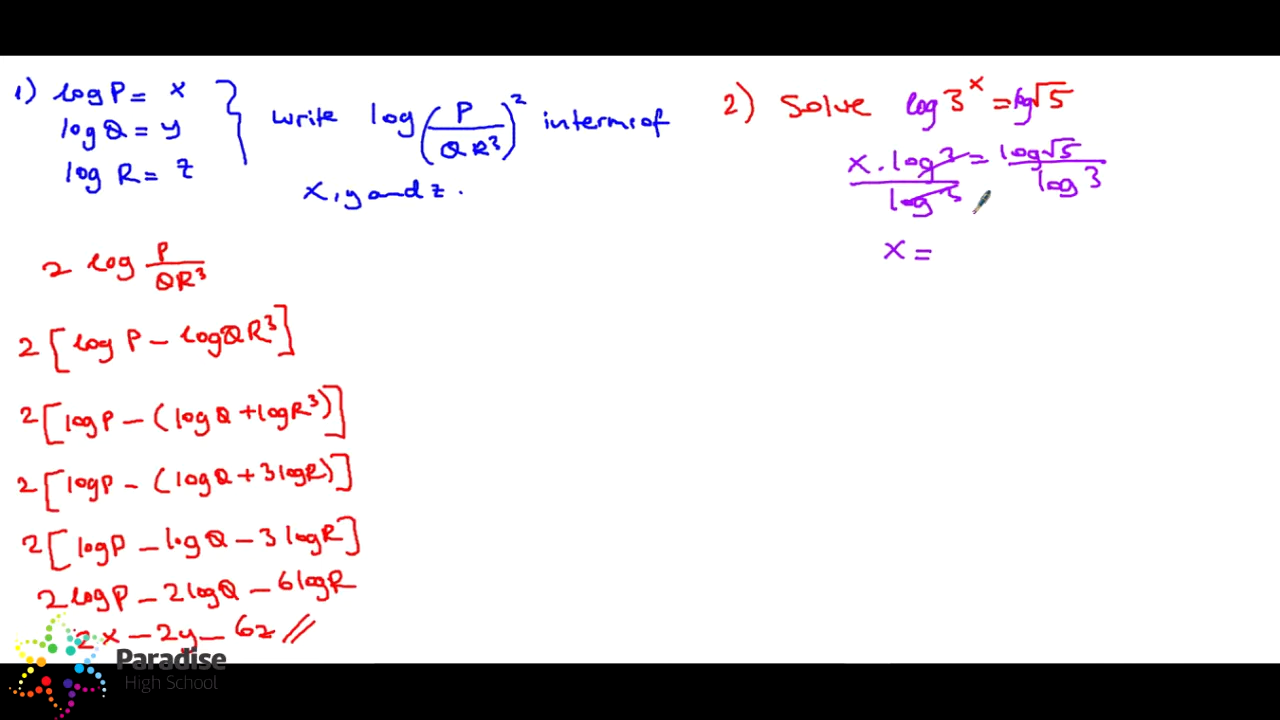 1) log P = x
log Q = y
log R = z
write log(P/QR³)² interms of
x, y and z.
2 log P/QR³
2[log P - log QR³]
2[log P - (log Q + log R³)]
2[log P - (log Q + 3 log R)]
2[log P - log Q - 3 log R]
2 log P - 2 log Q - 6 log R
2x - 2y - 6z //
2) Solve log 3ˣ = log √5
x . log 3 / log 3 = log √5 / log 3
x =
Paradise
High School